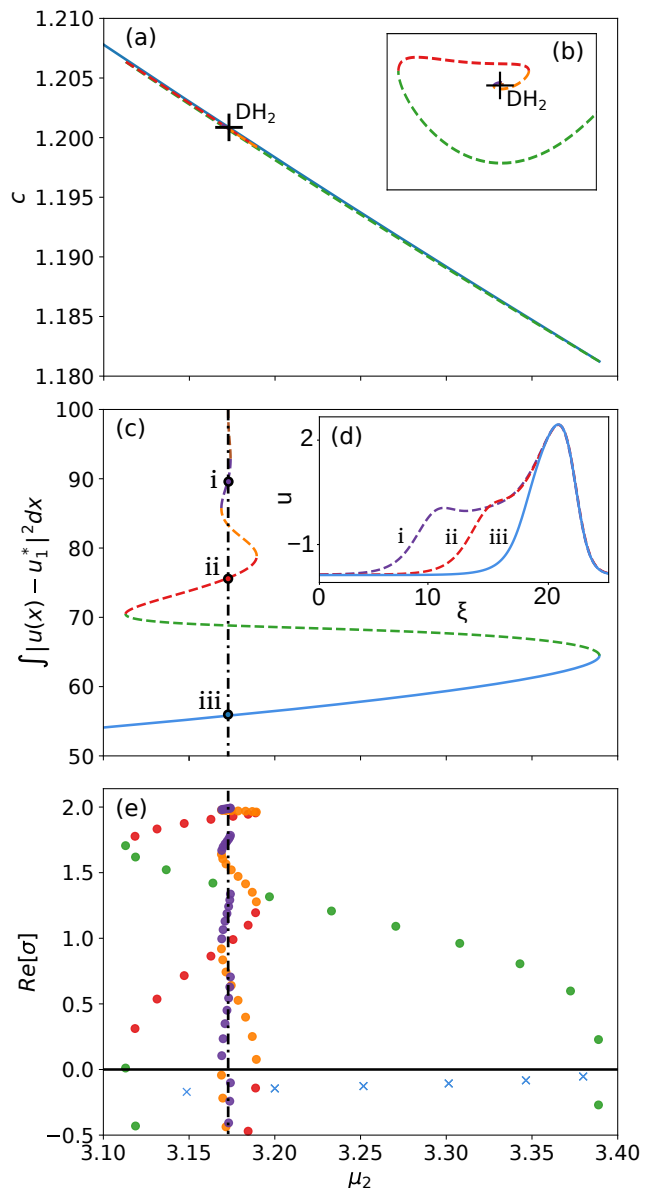 (a)
(b)
DH₂
DH₂
1.210
1.205
1.200
1.195
1.190
1.185
1.180
c
(c)
(d)
100
90
80
70
60
50
∫|u(x) − u₁*|²dx
i
ii
iii
u
2
−1
i
ii
iii
0
10
20
ξ
(e)
2.0
1.5
1.0
0.5
0.0
−0.5
Re[σ]
3.10 3.15 3.20 3.25 3.30 3.35 3.40
μ₂